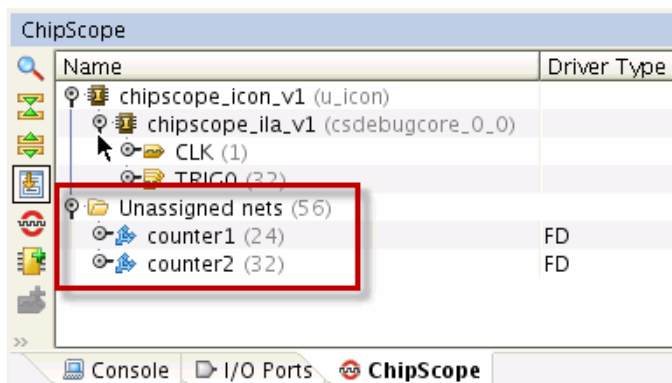 ChipScope
Name Driver Type
chipscope_icon_v1 (u_icon)
chipscope_ila_v1 (csdebugcore_0_0)
CLK (1)
TRIG0 (32)
Unassigned nets (56)
counter1 (24) FD
counter2 (32) FD
>>
Console I/O Ports ChipScope